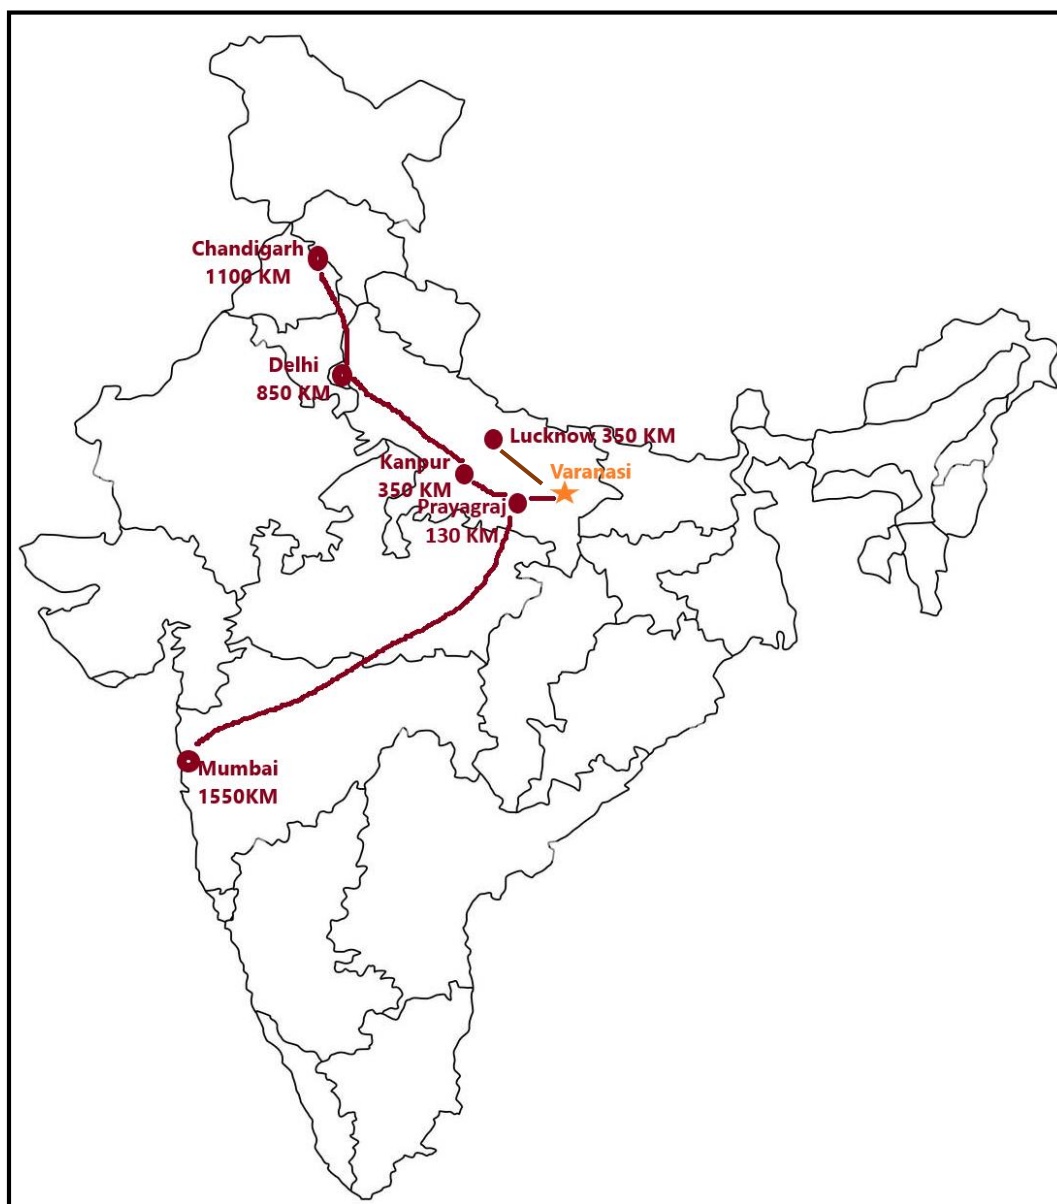 Chandigarh
1100 KM
Delhi
850 KM
Lucknow 350 KM
Kanpur
350 KM
Varanasi
Prayagraj
130 KM
Mumbai
1550KM